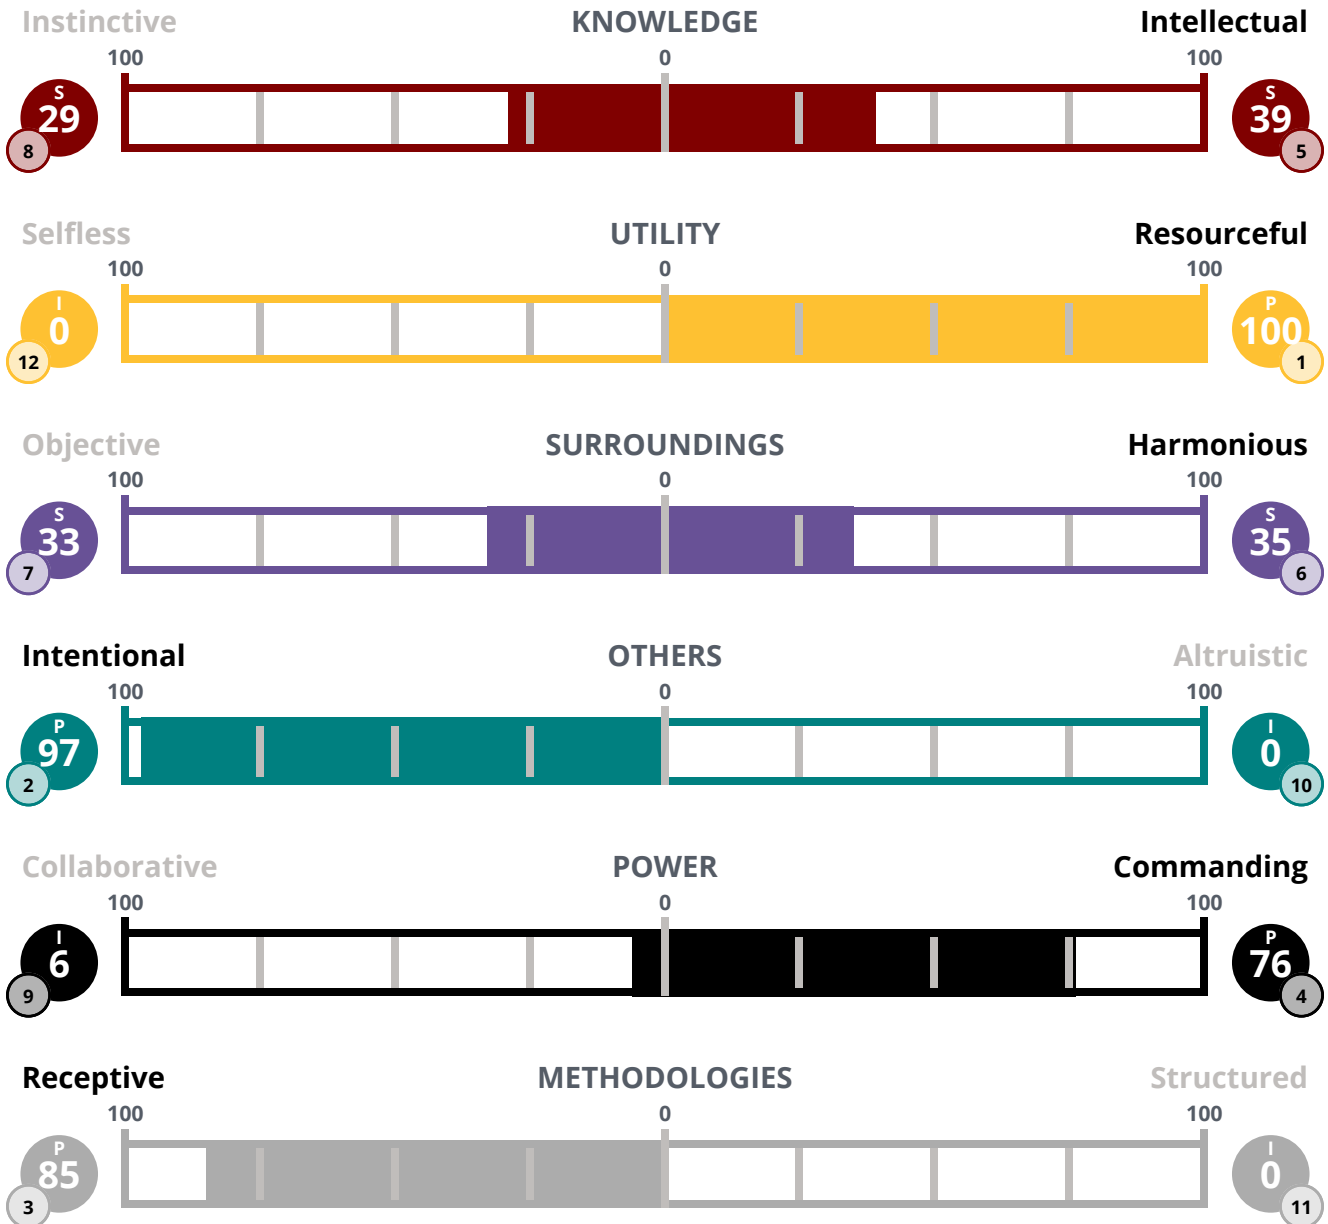 Instinctive KNOWLEDGE Intellectual
100 0 100
S S
29 39
8 5
Selfless UTILITY Resourceful
100 0 100
I P
0 100
12 1
Objective SURROUNDINGS Harmonious
100 0 100
S S
33 35
7 6
Intentional OTHERS Altruistic
100 0 100
P I
97 0
2 10
Collaborative POWER Commanding
100 0 100
I P
6 76
9 4
Receptive METHODOLOGIES Structured
100 0 100
P I
85 0
3 11